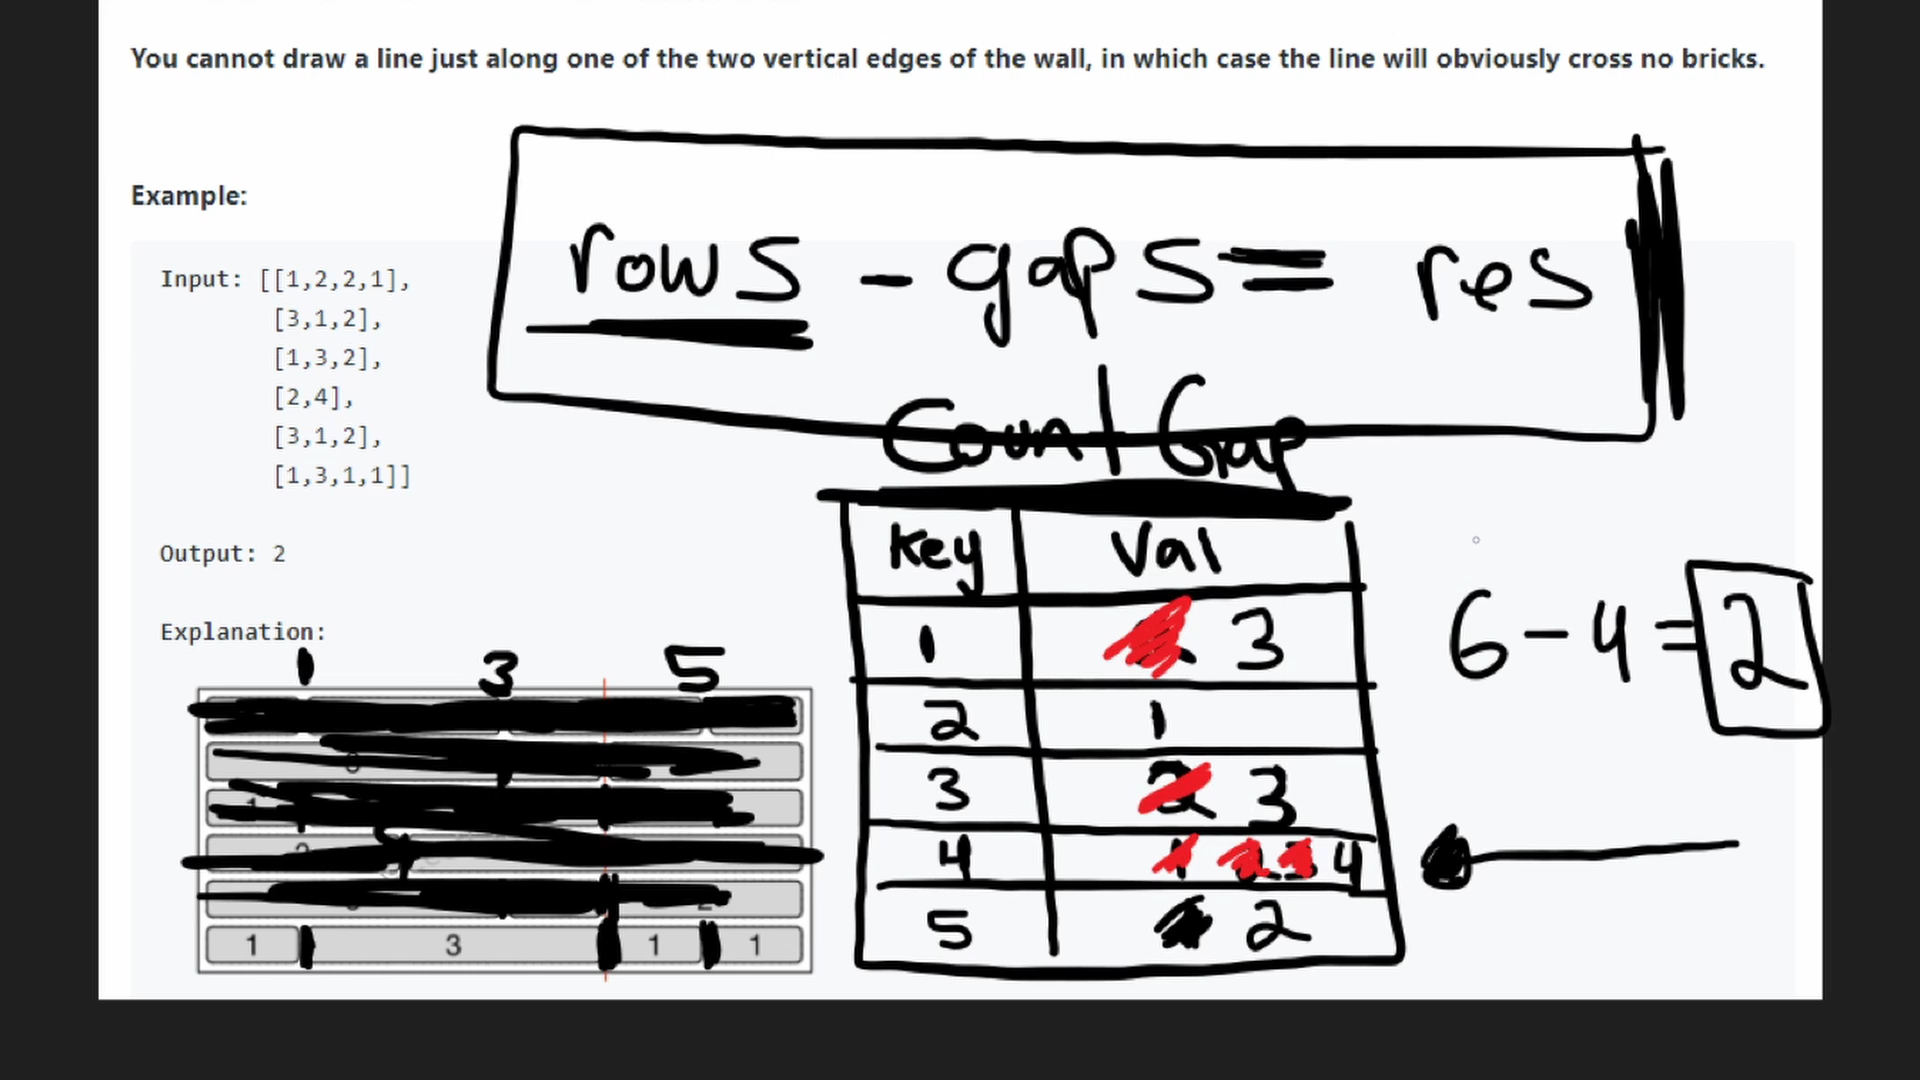 You cannot draw a line just along one of the two vertical edges of the wall, in which case the line will obviously cross no bricks.
Example:
rows - gaps = res
Input: [[1,2,2,1],
[3,1,2],
[1,3,2],
[2,4],
[3,1,2],
[1,3,1,1]]
Count Gap
Output: 2
Key Val
Explanation:
1 3
6 - 4 = 2
1 3 5
2 1
3 2 3
4 4
5 2
1 3 1 1